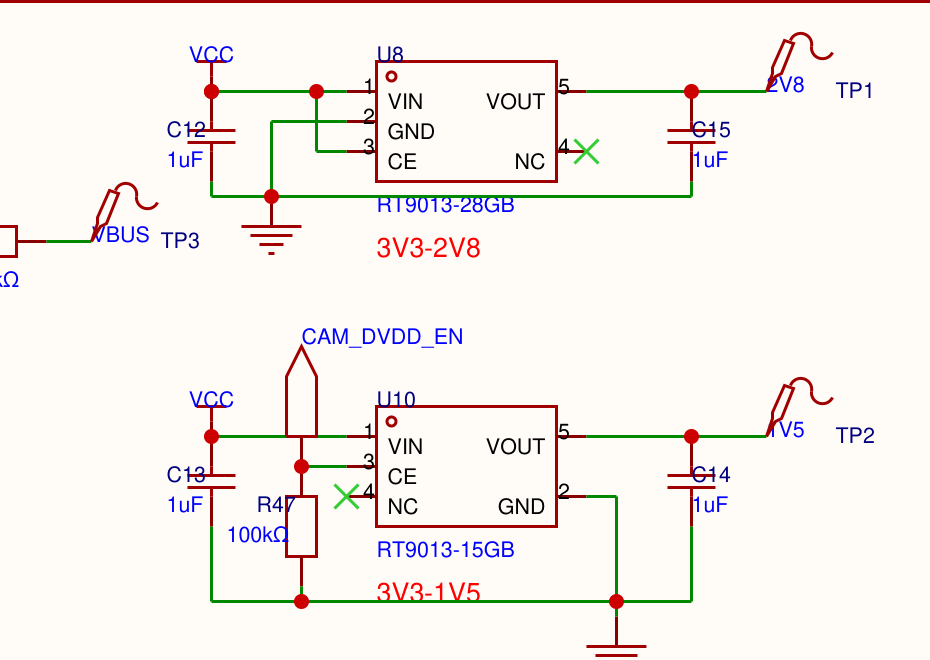 VCC
U8
1
VIN
2
GND
3
CE
5
VOUT
4
NC
C12
1uF
C15
1uF
2V8
TP1
RT9013-28GB
3V3-2V8
VBUS
TP3
kΩ
CAM_DVDD_EN
VCC
U10
1
VIN
3
CE
4
NC
5
VOUT
2
GND
C13
1uF
R47
100kΩ
C14
1uF
1V5
TP2
RT9013-15GB
3V3-1V5